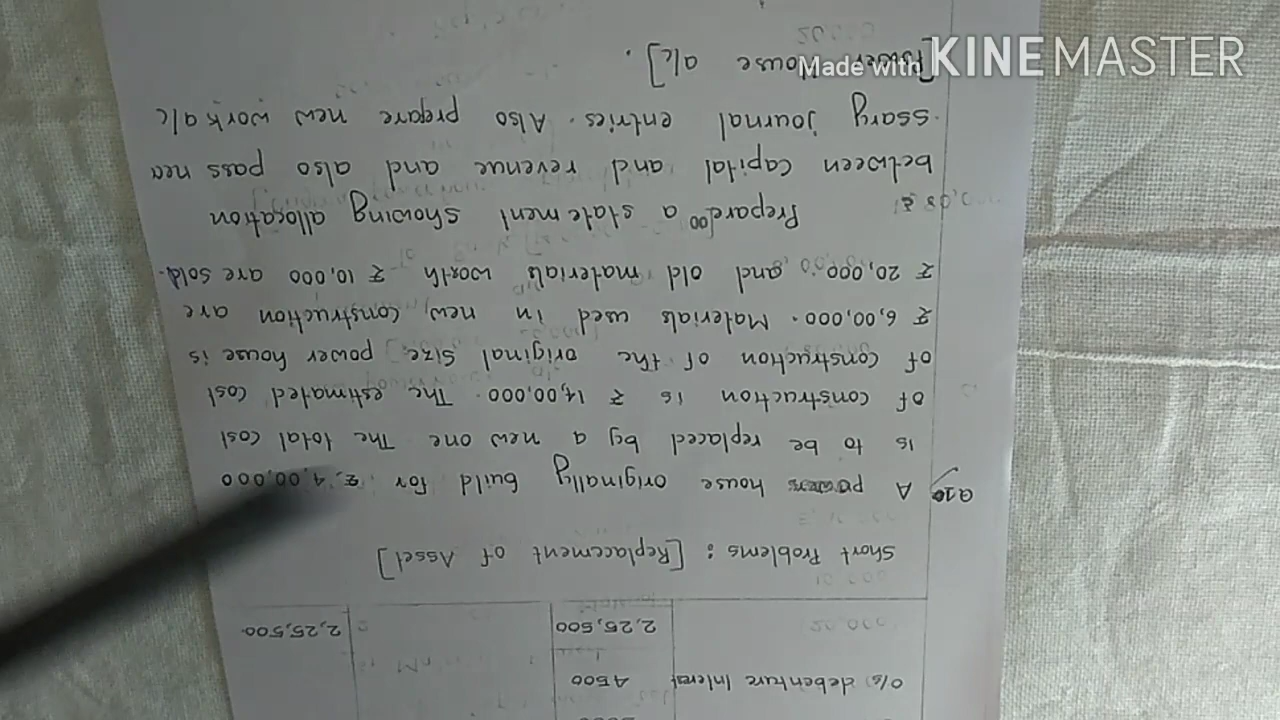 O/s debenture Interest 4500
2,25,500 2,25,500
Short Problems : [Replacement of Asset]
Q10 A power house originally build for ₹ 4,00,000
is to be replaced by a new one The total cost
of construction is ₹ 14,00,000. The estimated cost
of construction of the original size power house is
₹ 6,00,000. Materials used in new construction are
₹ 20,000, and old materials worth ₹ 10,000 are sold.
Prepare a statement showing allocation
between capital and revenue and also pass nece
ssary journal entries. Also prepare new work a/c
[Power House a/c].
Made with KINEMASTER